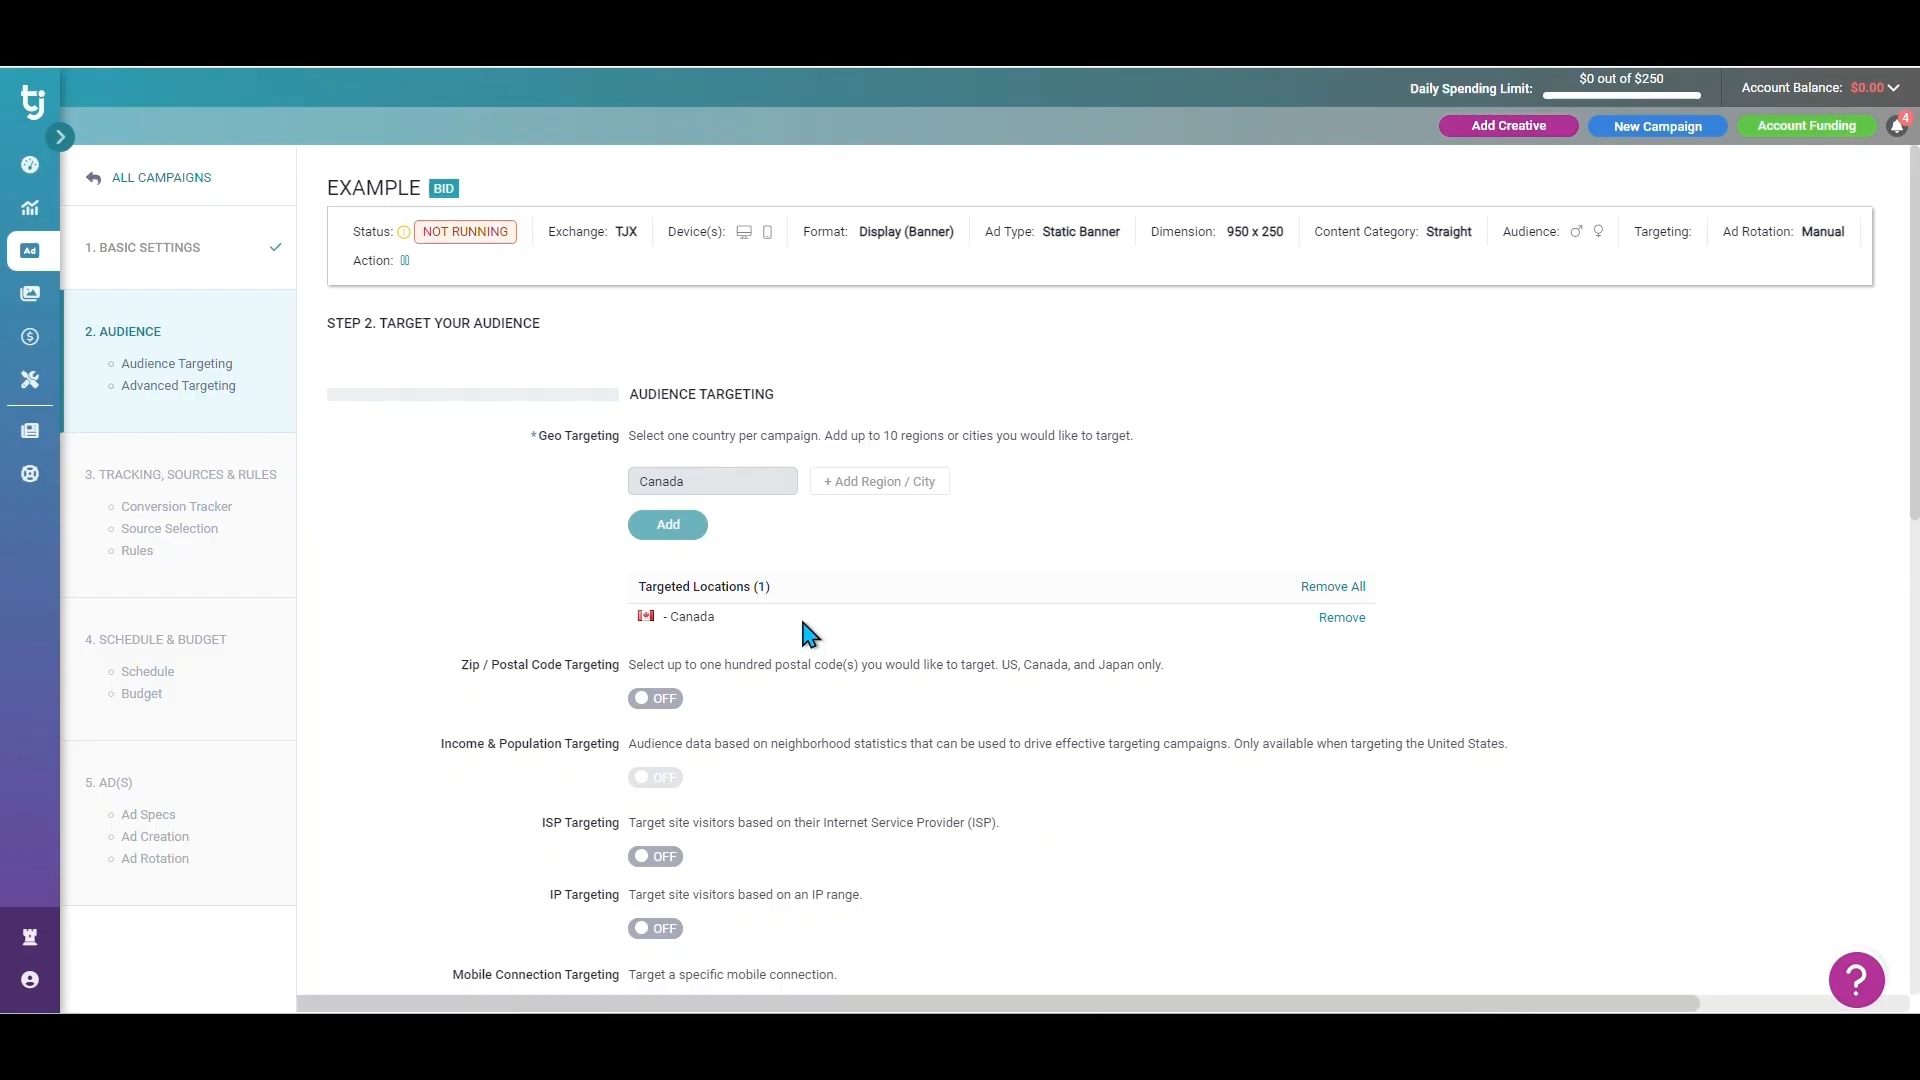 tj
Daily Spending Limit: $0 out of $250 Account Balance: $0.00
Add Creative New Campaign Account Funding 4
ALL CAMPAIGNS
1. BASIC SETTINGS
Ad
2. AUDIENCE
Audience Targeting
Advanced Targeting
3. TRACKING, SOURCES & RULES
Conversion Tracker
Source Selection
Rules
4. SCHEDULE & BUDGET
Schedule
Budget
5. AD(S)
Ad Specs
Ad Creation
Ad Rotation
EXAMPLE BID
Status: NOT RUNNING Exchange: TJX Device(s): Format: Display (Banner) Ad Type: Static Banner Dimension: 950 x 250 Content Category: Straight Audience: Targeting: Ad Rotation: Manual
Action:
STEP 2. TARGET YOUR AUDIENCE
AUDIENCE TARGETING
*Geo Targeting Select one country per campaign. Add up to 10 regions or cities you would like to target.
Canada + Add Region / City
Add
Targeted Locations (1) Remove All
- Canada Remove
Zip / Postal Code Targeting Select up to one hundred postal code(s) you would like to target. US, Canada, and Japan only.
OFF
Income & Population Targeting Audience data based on neighborhood statistics that can be used to drive effective targeting campaigns. Only available when targeting the United States.
OFF
ISP Targeting Target site visitors based on their Internet Service Provider (ISP).
OFF
IP Targeting Target site visitors based on an IP range.
OFF
Mobile Connection Targeting Target a specific mobile connection.
?